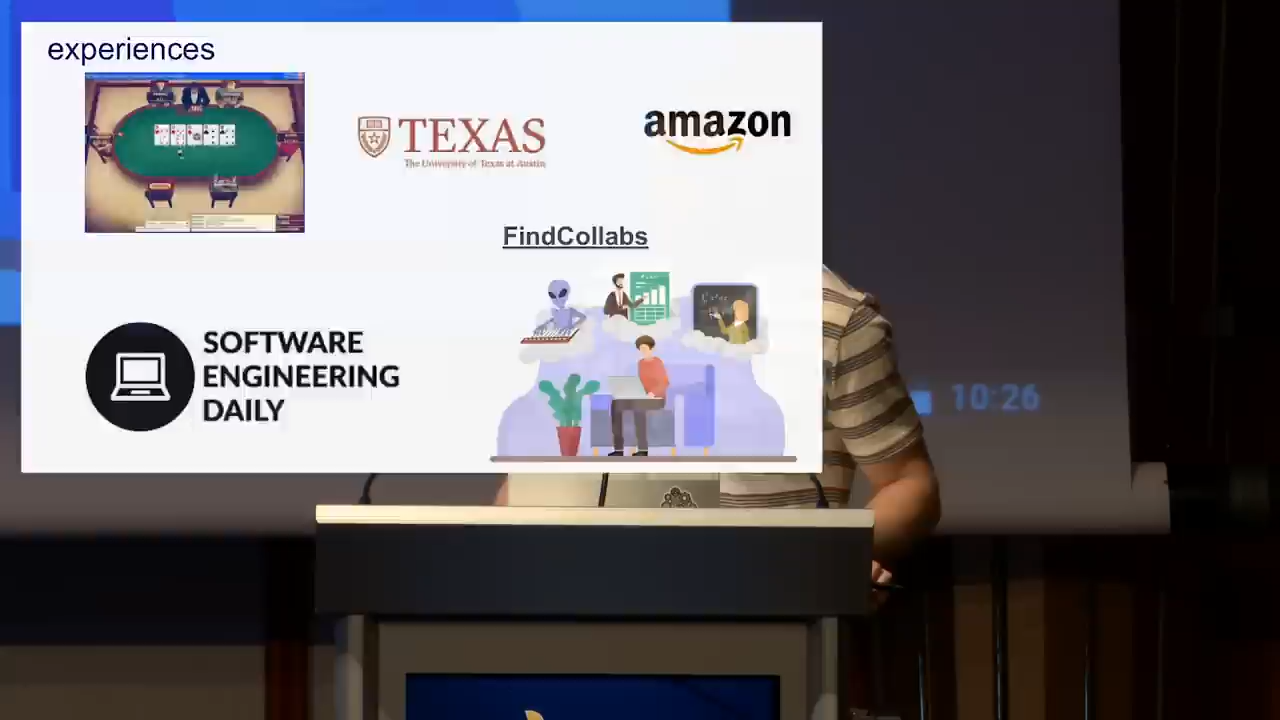 experiences
TEXAS
The University of Texas at Austin
amazon
FindCollabs
SOFTWARE
ENGINEERING
DAILY
10:26